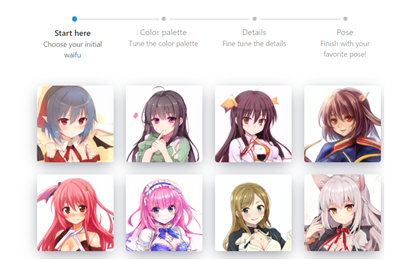 Start here
Color palette
Details
Pose
Choose your initial
waifu
Tune the color palette
Fine tune the details
Finish with your
favorite pose!